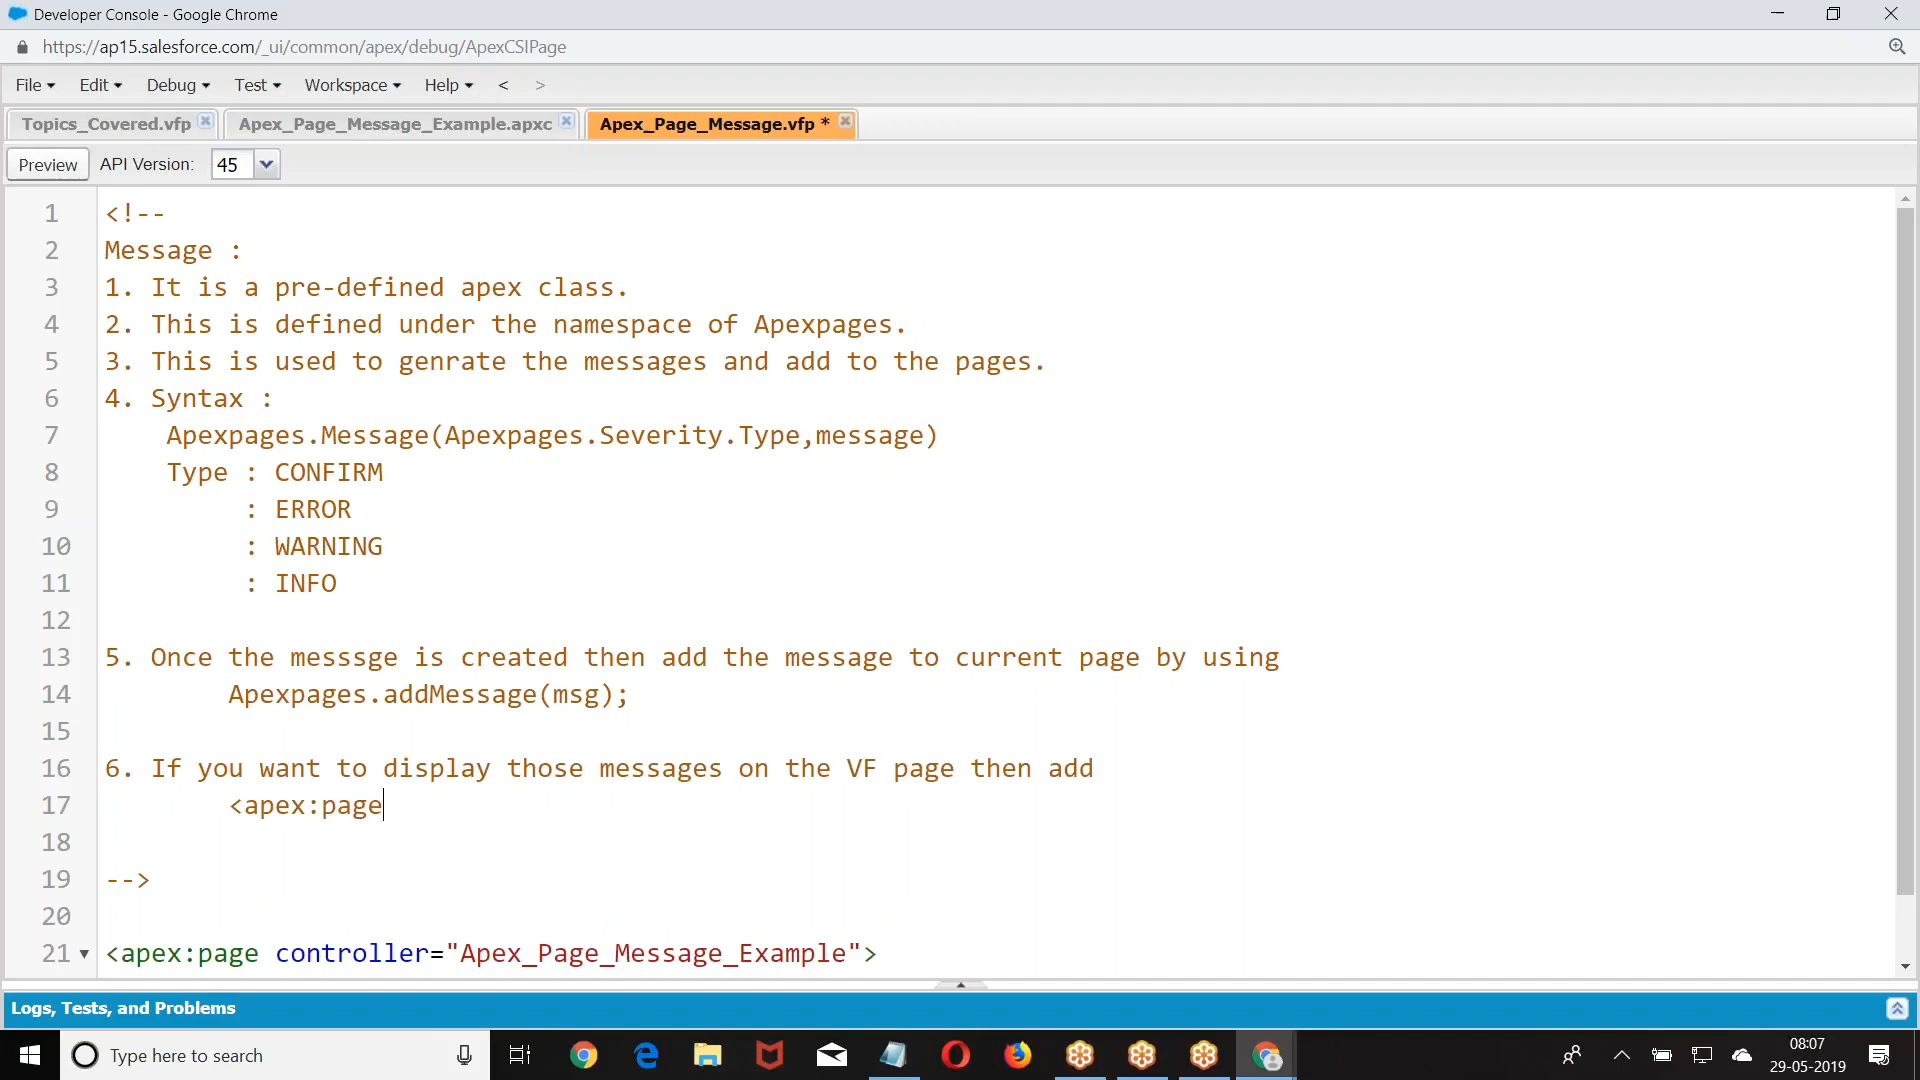 Developer Console - Google Chrome
https://ap15.salesforce.com/_ui/common/apex/debug/ApexCSIPage
File Edit Debug Test Workspace Help < >
Topics_Covered.vfp Apex_Page_Message_Example.apxc Apex_Page_Message.vfp *
Preview API Version: 45
1 <!--
2 Message :
3 1. It is a pre-defined apex class.
4 2. This is defined under the namespace of Apexpages.
5 3. This is used to genrate the messages and add to the pages.
6 4. Syntax :
7 Apexpages.Message(Apexpages.Severity.Type,message)
8 Type : CONFIRM
9 : ERROR
10 : WARNING
11 : INFO
12
13 5. Once the messsge is created then add the message to current page by using
14 Apexpages.addMessage(msg);
15
16 6. If you want to display those messages on the VF page then add
17 <apex:page
18
19 -->
20
21 <apex:page controller="Apex_Page_Message_Example">
Logs, Tests, and Problems
Type here to search
08:07
29-05-2019